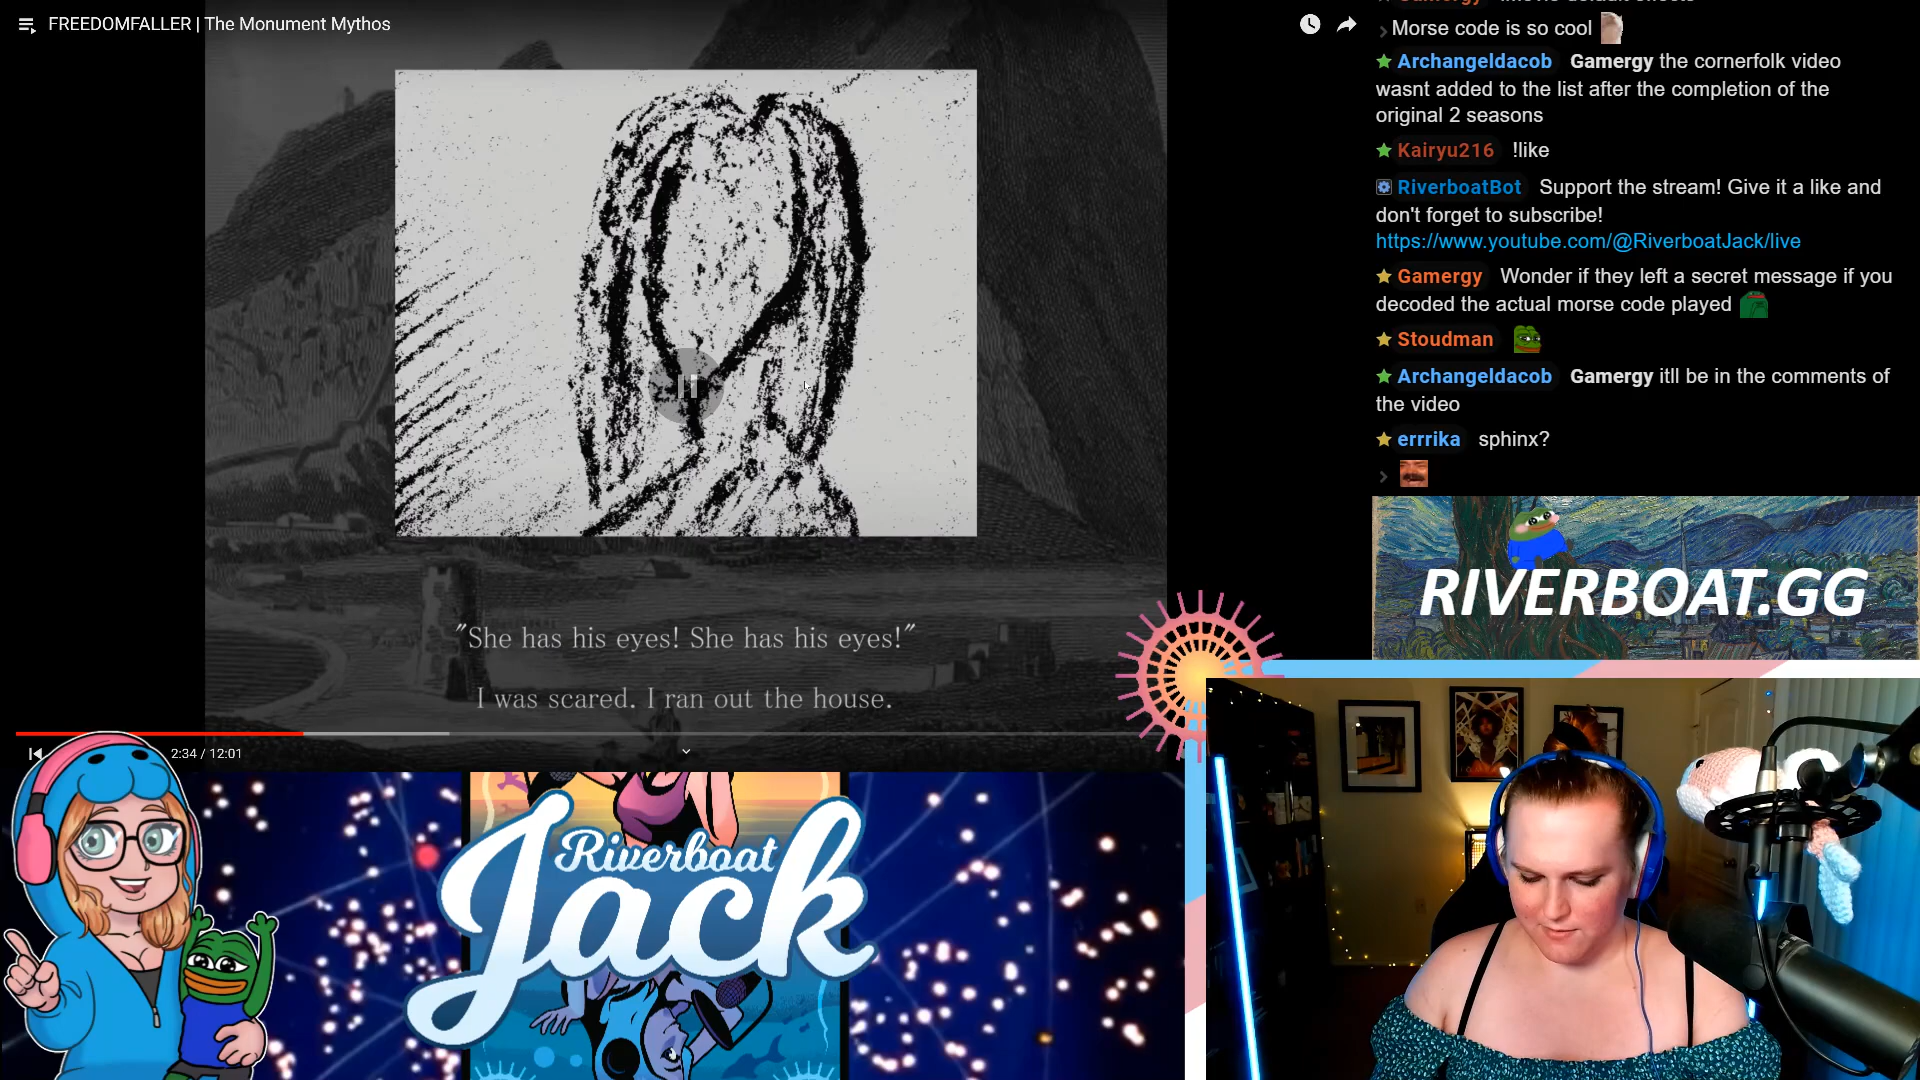 FREEDOMFALLER | The Monument Mythos
"She has his eyes! She has his eyes!"
I was scared. I ran out the house.
2:34 / 12:01
Morse code is so cool
Archangeldacob Gamergy the cornerfolk video
wasnt added to the list after the completion of the
original 2 seasons
Kairyu216 !like
RiverboatBot Support the stream! Give it a like and
don't forget to subscribe!
https://www.youtube.com/@RiverboatJack/live
Gamergy Wonder if they left a secret message if you
decoded the actual morse code played
Stoudman
Archangeldacob Gamergy itll be in the comments of
the video
errrika sphinx?
RIVERBOAT.GG
Riverboat
Jack